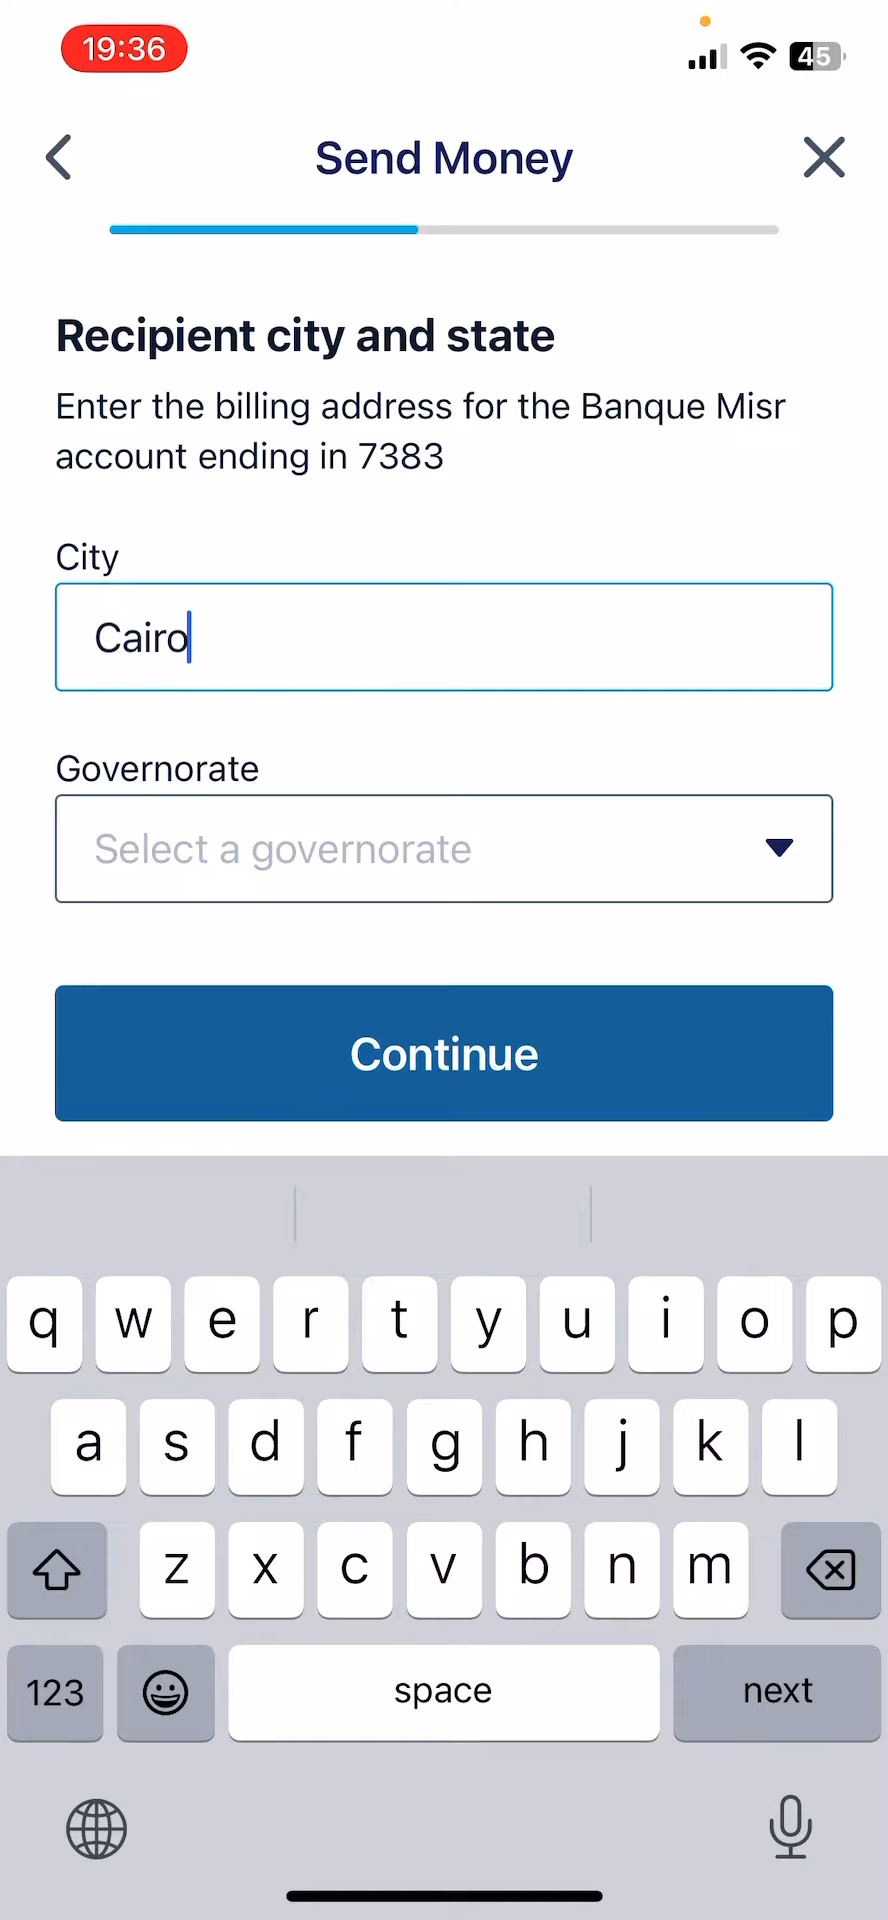 19:36
45
Send Money
Recipient city and state
Enter the billing address for the Banque Misr
account ending in 7383
City
Cairo
Governorate
Select a governorate
Continue
q w e r t y u i o p
a s d f g h j k l
z x c v b n m
123 space next